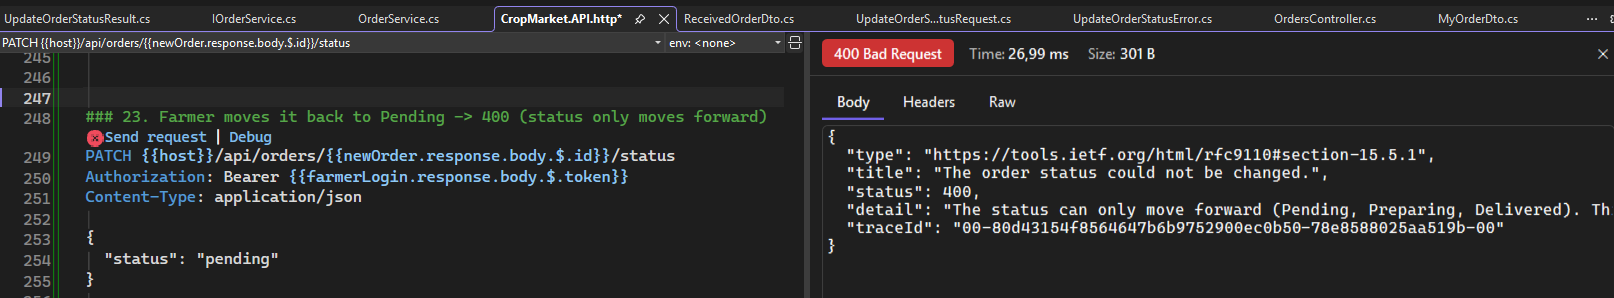 UpdateOrderStatusResult.cs IOrderService.cs OrderService.cs CropMarket.API.http* ReceivedOrderDto.cs UpdateOrderS...tusRequest.cs UpdateOrderStatusError.cs OrdersController.cs MyOrderDto.cs
PATCH {{host}}/api/orders/{{newOrder.response.body.$.id}}/status env: <none>
245
246
247
248 ### 23. Farmer moves it back to Pending -> 400 (status only moves forward)
Send request | Debug
249 PATCH {{host}}/api/orders/{{newOrder.response.body.$.id}}/status
250 Authorization: Bearer {{farmerLogin.response.body.$.token}}
251 Content-Type: application/json
252
253 {
254 "status": "pending"
255 }
256
400 Bad Request Time: 26,99 ms Size: 301 B
Body Headers Raw
{
"type": "https://tools.ietf.org/html/rfc9110#section-15.5.1",
"title": "The order status could not be changed.",
"status": 400,
"detail": "The status can only move forward (Pending, Preparing, Delivered). Thi
"traceId": "00-80d43154f8564647b6b9752900ec0b50-78e8588025aa519b-00"
}